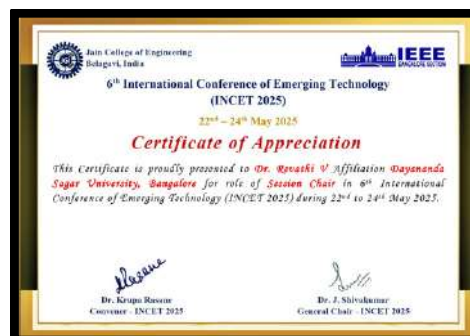 Jain College of Engineering
Belagavi, India
IEEE
BANGALORE SECTION
6th International Conference of Emerging Technology
(INCET 2025)
22nd – 24th May 2025
Certificate of Appreciation
This Certificate is proudly presented to Dr. Revathi V Affiliation Dayananda
Sagar University, Bangalore for role of Session Chair in 6th International
Conference of Emerging Technology (INCET 2025) during 22nd to 24th May 2025.
Dr. Krupa Rasane
Convener - INCET 2025
Dr. J. Shivakumar
General Chair - INCET 2025